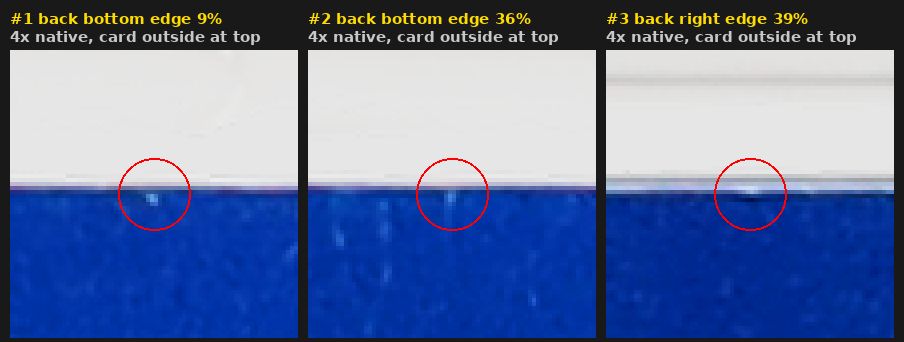 #1 back bottom edge 9%
4x native, card outside at top
#2 back bottom edge 36%
4x native, card outside at top
#3 back right edge 39%
4x native, card outside at top